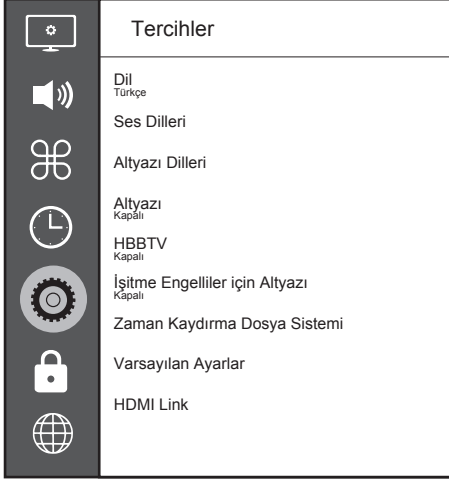 Tercihler
Dil
Türkçe
Ses Dilleri
Altyazı Dilleri
Altyazı
Kapalı
HBBTV
Kapalı
İşitme Engelliler için Altyazı
Kapalı
Zaman Kaydırma Dosya Sistemi
Varsayılan Ayarlar
HDMI Link